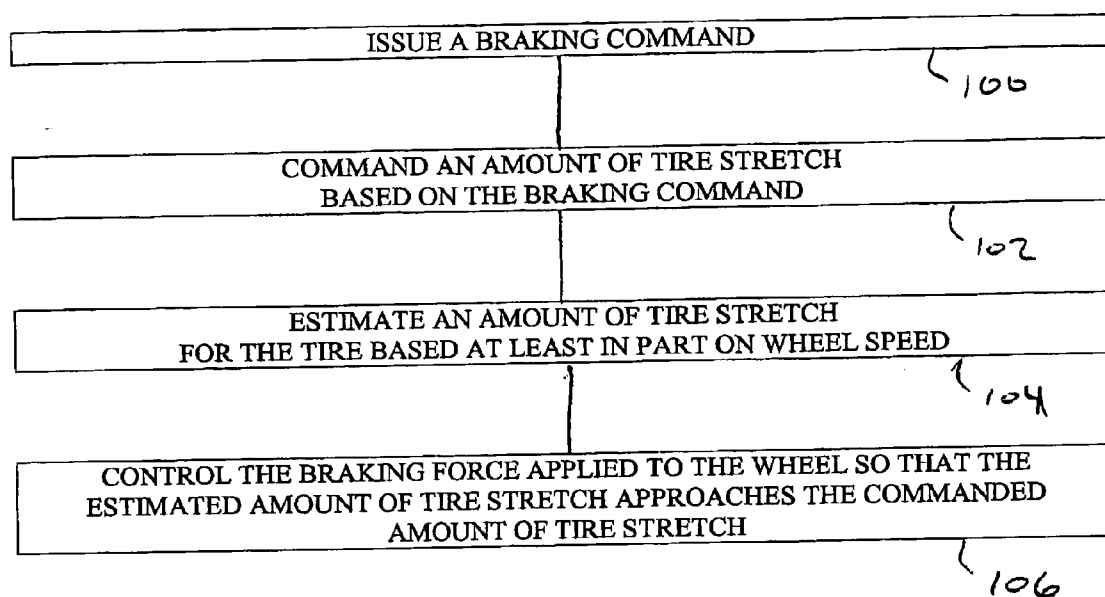 ISSUE A BRAKING COMMAND
100
COMMAND AN AMOUNT OF TIRE STRETCH
BASED ON THE BRAKING COMMAND
102
ESTIMATE AN AMOUNT OF TIRE STRETCH
FOR THE TIRE BASED AT LEAST IN PART ON WHEEL SPEED
104
CONTROL THE BRAKING FORCE APPLIED TO THE WHEEL SO THAT THE
ESTIMATED AMOUNT OF TIRE STRETCH APPROACHES THE COMMANDED
AMOUNT OF TIRE STRETCH
106